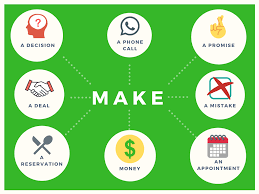 A DECISION
A PHONE
CALL
A PROMISE
A DEAL
MAKE
A MISTAKE
A
RESERVATION
MONEY
AN
APPOINTMENT